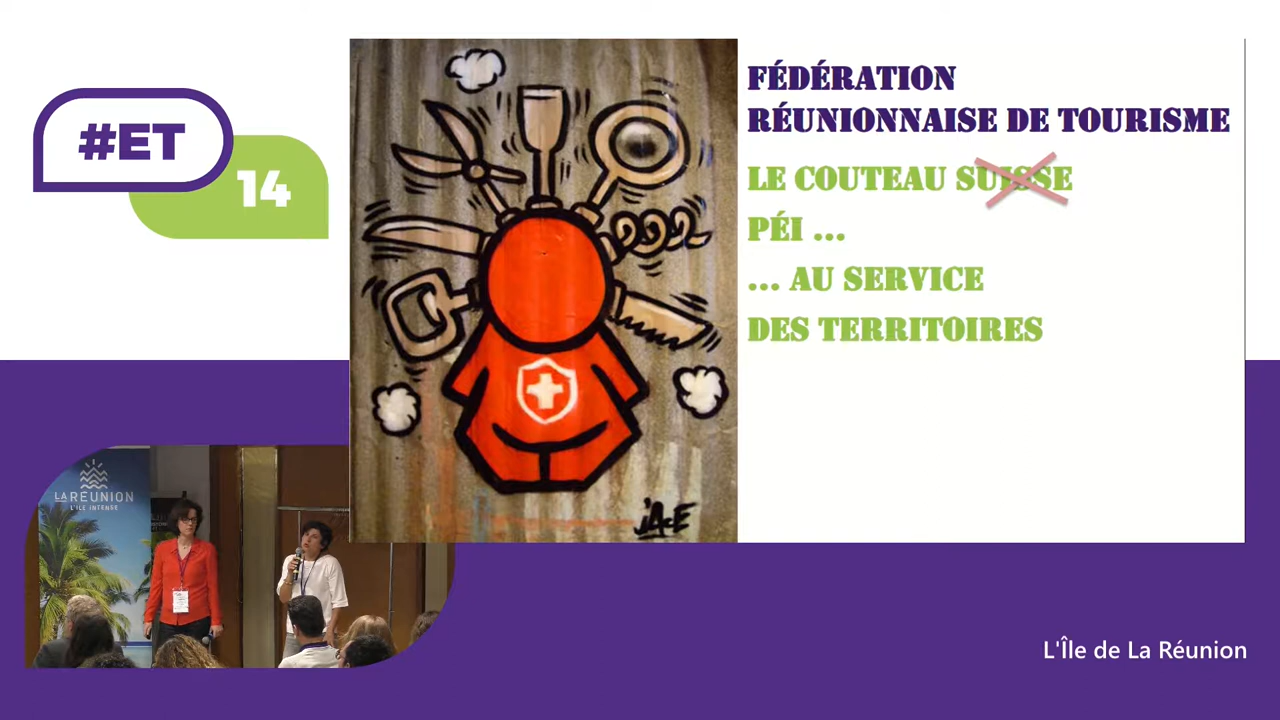 #ET
14
FÉDÉRATION
RÉUNIONNAISE DE TOURISME
LE COUTEAU SUISSE
PÉI ...
... AU SERVICE
DES TERRITOIRES
JACE
LA RÉUNION
L'ÎLE INTENSE
L'Île de La Réunion